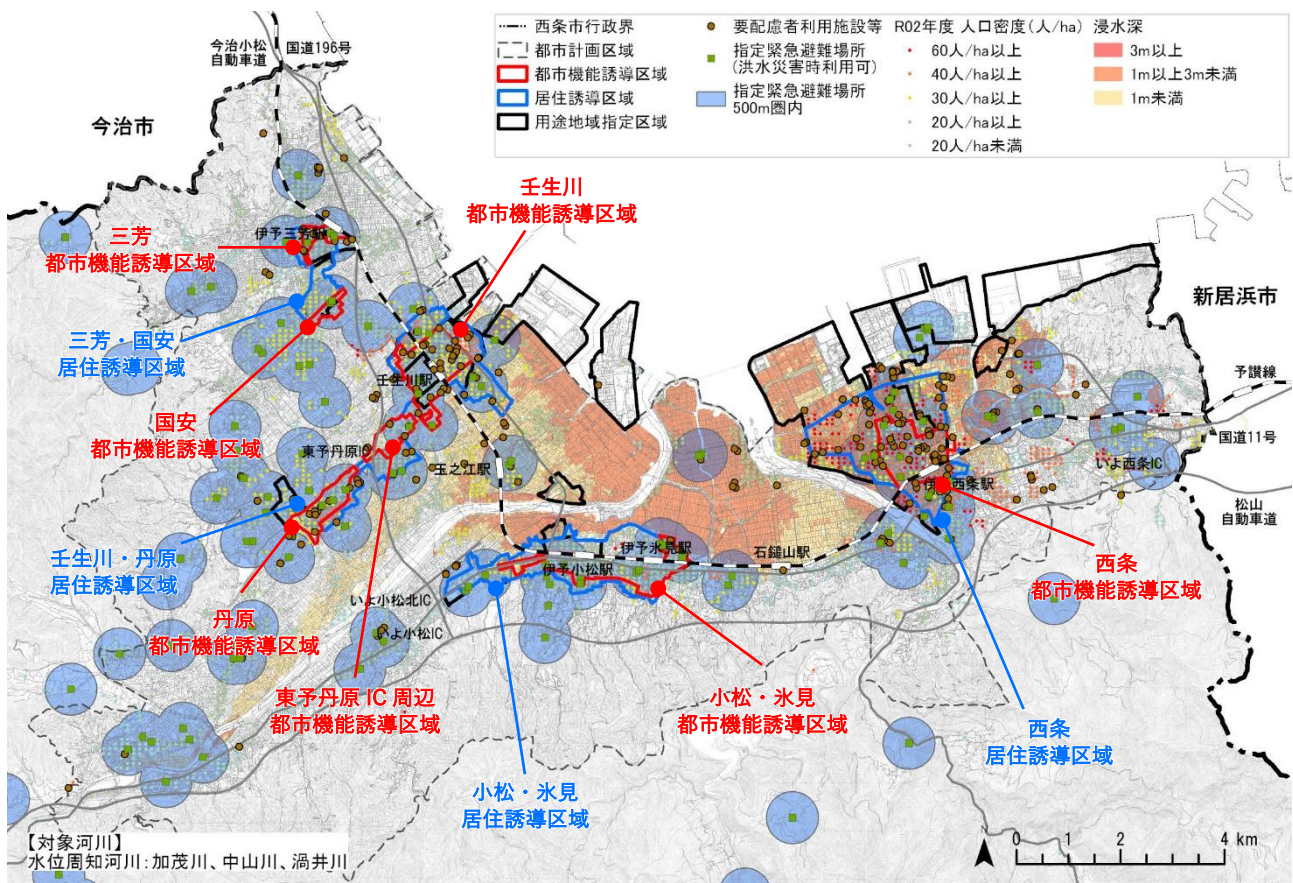 西条市行政界
都市計画区域
都市機能誘導区域
居住誘導区域
用途地域指定区域
要配慮者利用施設等
指定緊急避難場所
(洪水災害時利用可)
指定緊急避難場所
500m圏内
R02年度 人口密度(人/ha)
60人/ha以上
40人/ha以上
30人/ha以上
20人/ha以上
20人/ha未満
浸水深
3m以上
1m以上3m未満
1m未満
今治小松
自動車道
国道196号
今治市
壬生川
都市機能誘導区域
三芳
都市機能誘導区域
伊予三芳駅
新居浜市
三芳・国安
居住誘導区域
壬生川駅
予讃線
国安
都市機能誘導区域
国道11号
東予丹原IC
玉之江駅
いよ西条IC
伊予西条駅
松山
自動車道
壬生川・丹原
居住誘導区域
伊予氷見駅
石鎚山駅
伊予小松駅
西条
都市機能誘導区域
いよ小松北IC
丹原
都市機能誘導区域
いよ小松IC
東予丹原 IC 周辺
都市機能誘導区域
小松・氷見
都市機能誘導区域
西条
居住誘導区域
小松・氷見
居住誘導区域
【対象河川】
水位周知河川:加茂川、中山川、渦井川
0 2 4 km